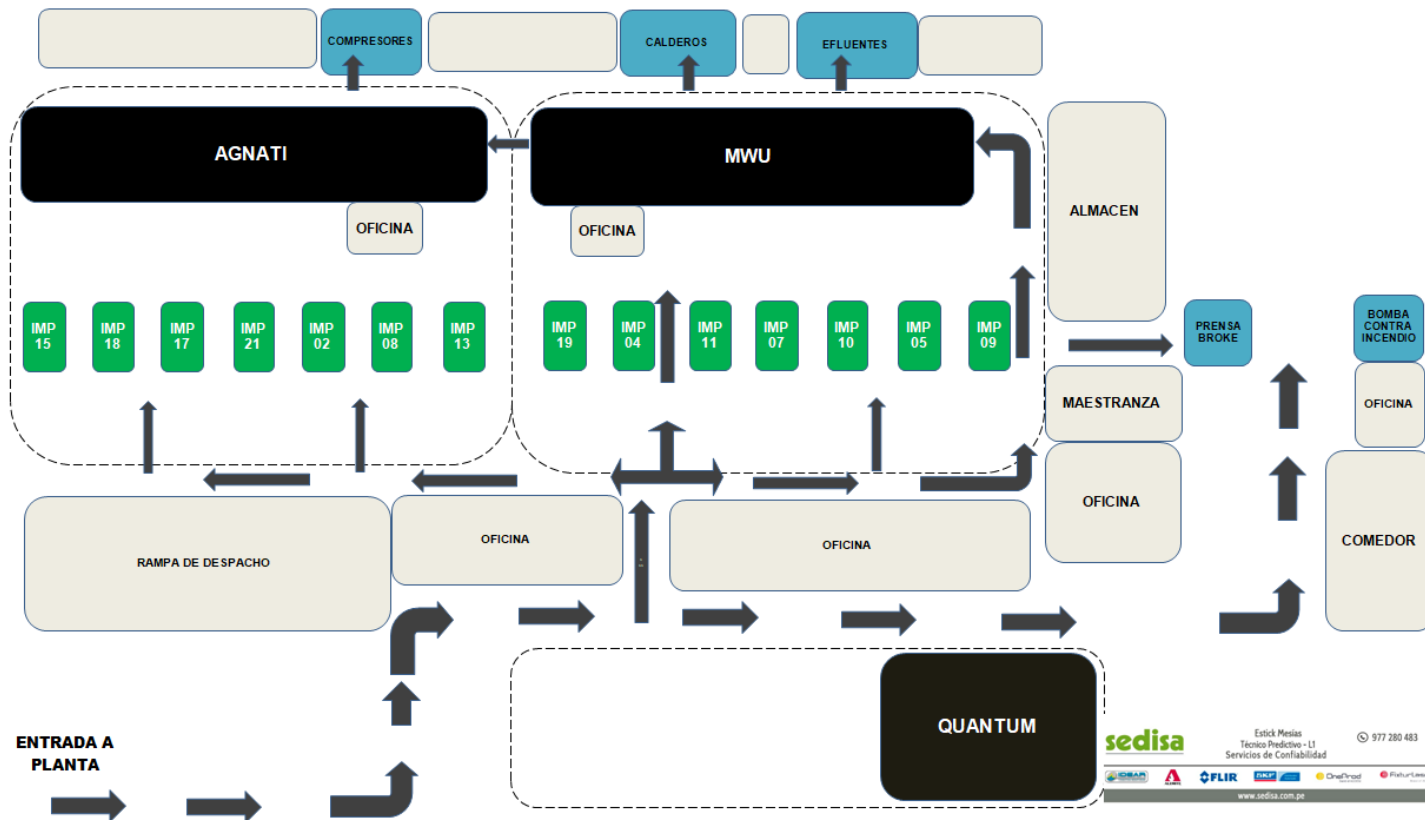 COMPRESORES
CALDEROS
EFLUENTES
AGNATI
MWU
ALMACEN
OFICINA
OFICINA
IMP
15
IMP
18
IMP
17
IMP
21
IMP
02
IMP
08
IMP
13
IMP
19
IMP
04
IMP
11
IMP
07
IMP
10
IMP
05
IMP
09
PRENSA
BROKE
BOMBA
CONTRA
INCENDIO
MAESTRANZA
OFICINA
OFICINA
COMEDOR
RAMPA DE DESPACHO
OFICINA
OFICINA
QUANTUM
ENTRADA A
PLANTA
sedisa
Estick Mesias
Técnico Predictivo - L1
Servicios de Confiabilidad
977 280 483
FLIR
SKF
OneProd
Fixturlaser
www.sedisa.com.pe